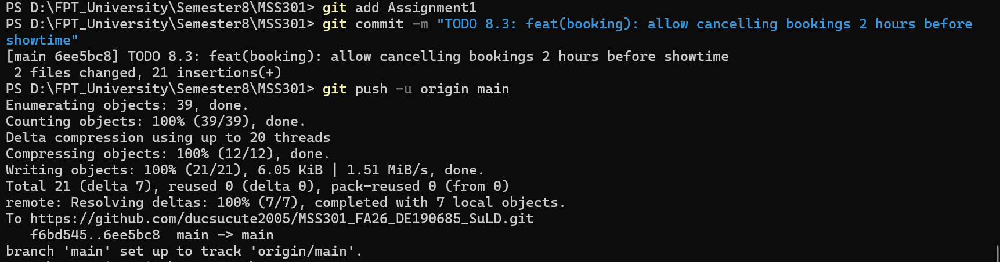 PS D:\FPT_University\Semester8\MSS301> git add Assignment1
PS D:\FPT_University\Semester8\MSS301> git commit -m "TODO 8.3: feat(booking): allow cancelling bookings 2 hours before
showtime"
[main 6ee5bc8] TODO 8.3: feat(booking): allow cancelling bookings 2 hours before showtime
 2 files changed, 21 insertions(+)
PS D:\FPT_University\Semester8\MSS301> git push -u origin main
Enumerating objects: 39, done.
Counting objects: 100% (39/39), done.
Delta compression using up to 20 threads
Compressing objects: 100% (12/12), done.
Writing objects: 100% (21/21), 6.05 KiB | 1.51 MiB/s, done.
Total 21 (delta 7), reused 0 (delta 0), pack-reused 0 (from 0)
remote: Resolving deltas: 100% (7/7), completed with 7 local objects.
To https://github.com/ducsucute2005/MSS301_FA26_DE190685_SuLD.git
   f6bd545..6ee5bc8  main -> main
branch 'main' set up to track 'origin/main'.